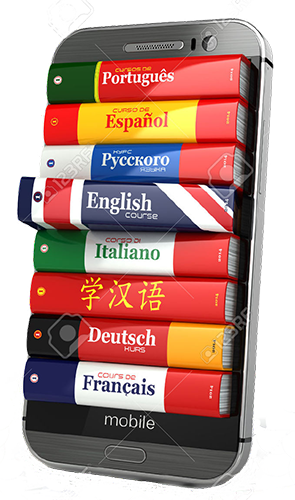 CURSOS DE
Português
CURSO DE
Español
КУРС
Русского
ЯЗЫКА
English
COURSE
CORSO DI
Italiano
学汉语
Deutsch
KURS
COURS DE
Français
mobile